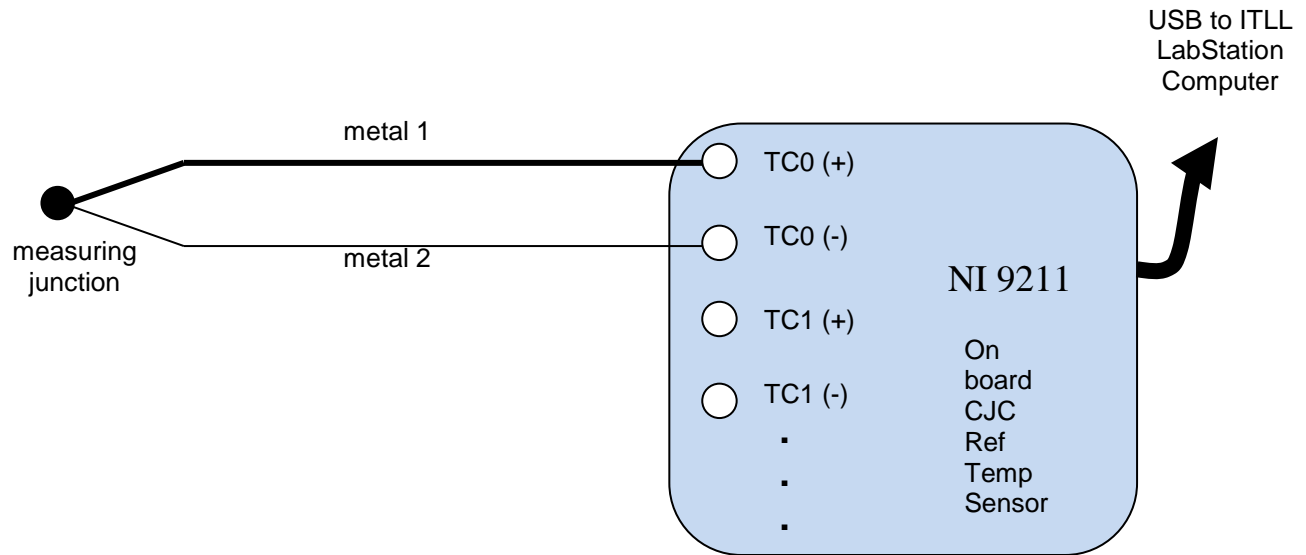 USB to ITLL
LabStation
Computer
metal 1
metal 2
measuring
junction
TC0 (+)
TC0 (-)
TC1 (+)
TC1 (-)
.
.
.
NI 9211
On
board
CJC
Ref
Temp
Sensor